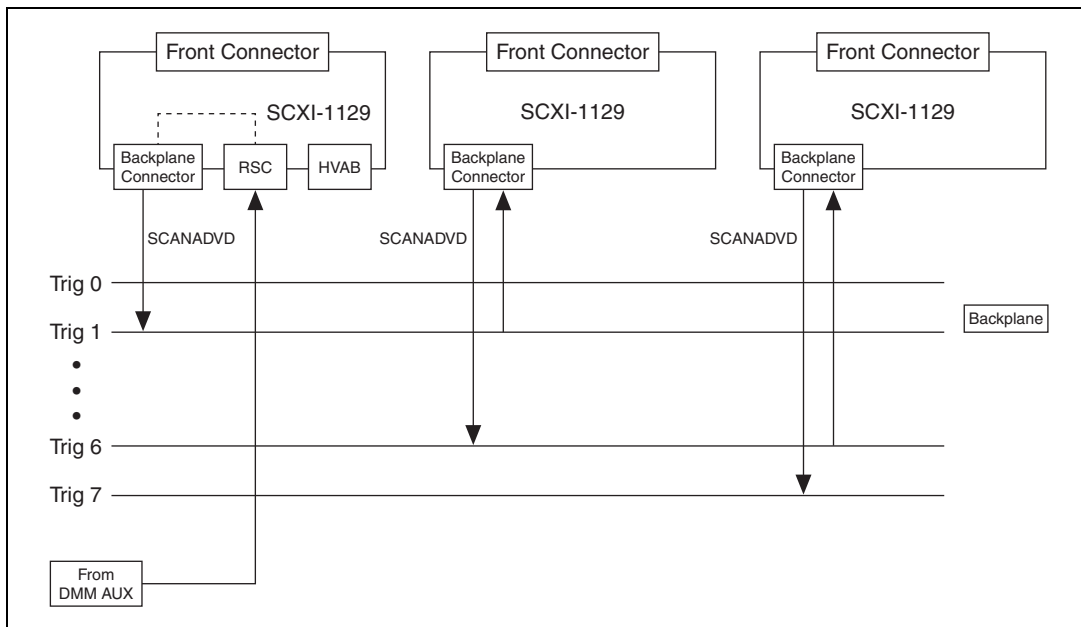 Front Connector
Front Connector
Front Connector
SCXI-1129
SCXI-1129
SCXI-1129
Backplane
Connector
RSC
HVAB
Backplane
Connector
Backplane
Connector
SCANADVD
SCANADVD
SCANADVD
Trig 0
Trig 1
Backplane
Trig 6
Trig 7
From
DMM AUX